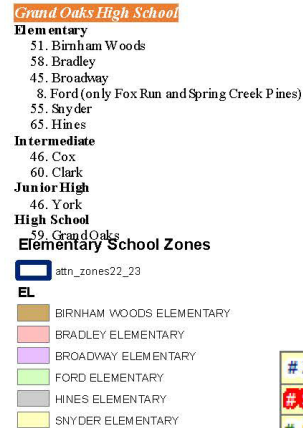 Grand Oaks High School
Elementary
51. Birnham Woods
58. Bradley
45. Broadway
8. Ford (only Fox Run and Spring Creek Pines)
55. Snyder
65. Hines
Intermediate
46. Cox
60. Clark
Junior High
46. York
High School
59. Grand Oaks
Elementary School Zones
attn_zones22_23
EL
BIRNHAM WOODS ELEMENTARY
BRADLEY ELEMENTARY
BROADWAY ELEMENTARY
FORD ELEMENTARY
HINES ELEMENTARY
SNYDER ELEMENTARY
#
#